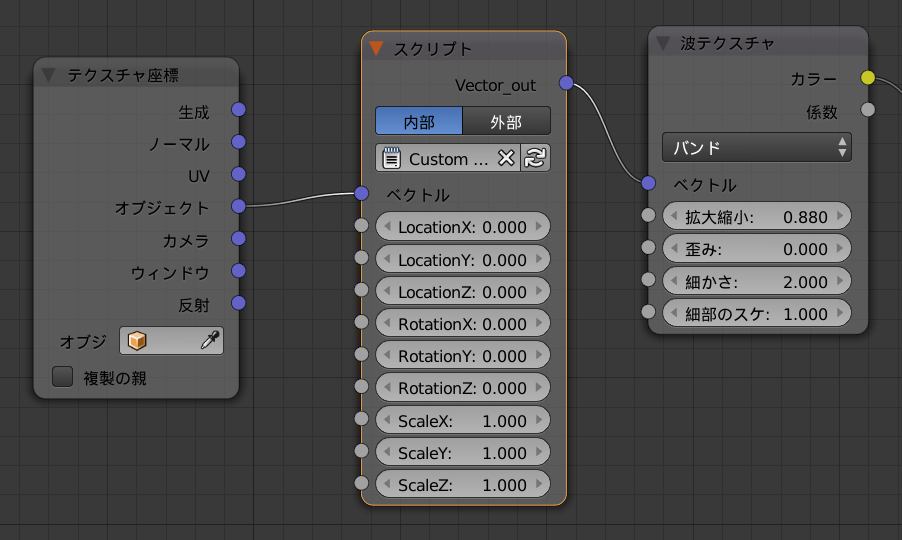 テクスチャ座標
生成
ノーマル
UV
オブジェクト
カメラ
ウィンドウ
反射
オブジ
複製の親
スクリプト
Vector_out
内部 外部
Custom ...
ベクトル
LocationX: 0.000
LocationY: 0.000
LocationZ: 0.000
RotationX: 0.000
RotationY: 0.000
RotationZ: 0.000
ScaleX: 1.000
ScaleY: 1.000
ScaleZ: 1.000
波テクスチャ
カラー
係数
バンド
ベクトル
拡大縮小: 0.880
歪み: 0.000
細かさ: 2.000
細部のスケ: 1.000